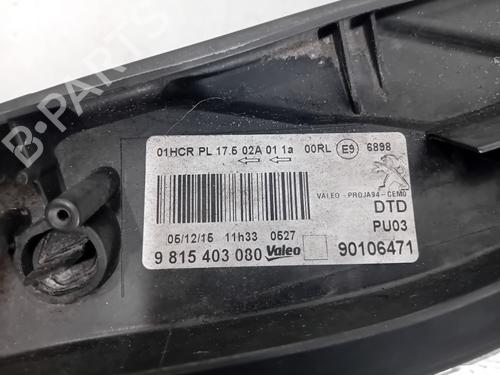 B-PARTS
01HCR PL 17.5 02A 01 1a 00RL E9 6898
VALEO - PROJA94 - CEM0
DTD
PU03
05/12/15 11h33 0527
9 815 403 080 Valeo 90106471